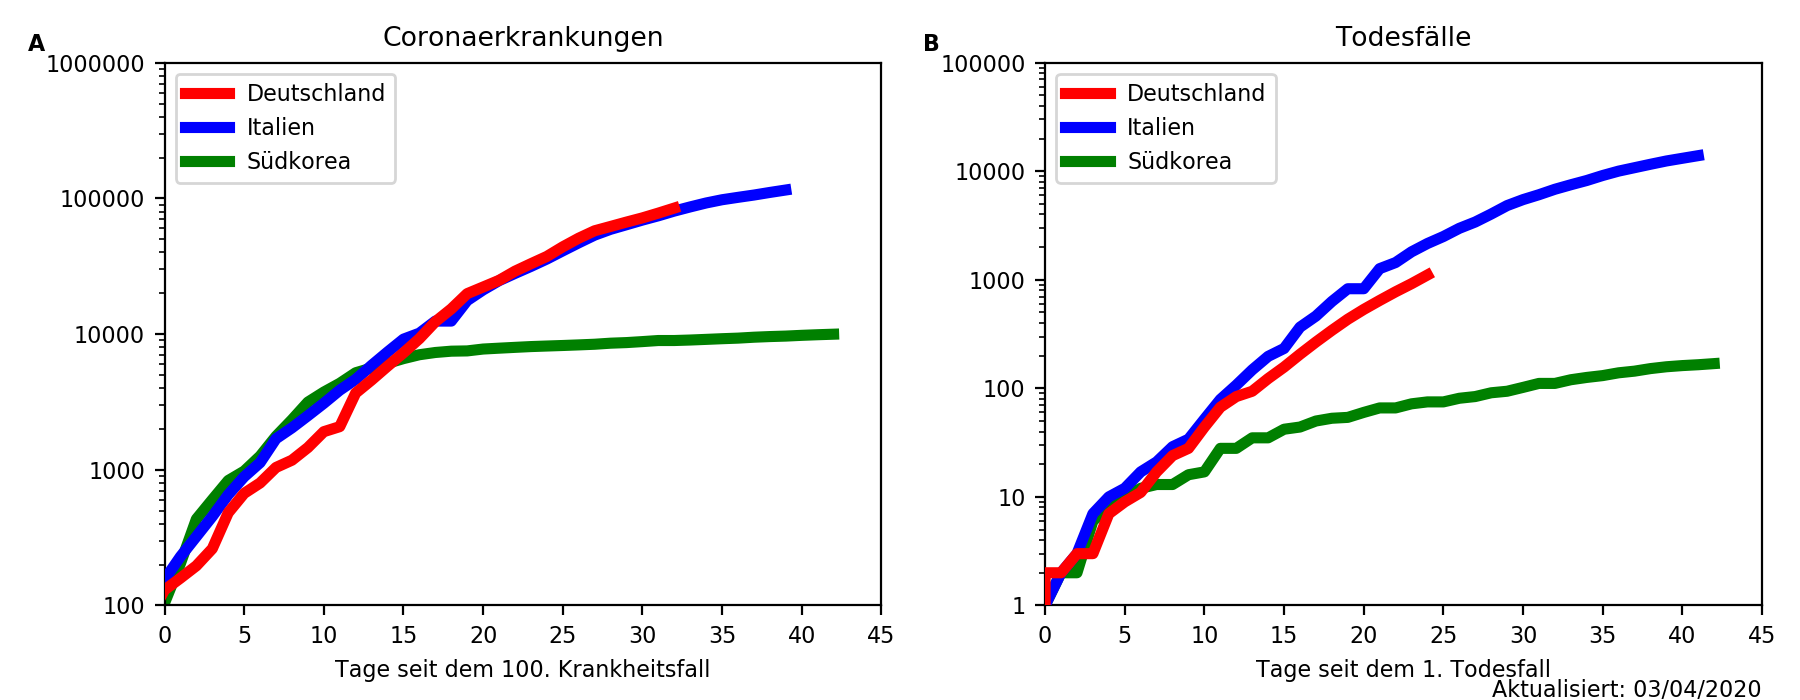 A
Coronaerkrankungen
1000000
100000
10000
1000
100
Deutschland
Italien
Südkorea
0 5 10 15 20 25 30 35 40 45
Tage seit dem 100. Krankheitsfall
B
Todesfälle
100000
10000
1000
100
10
1
Deutschland
Italien
Südkorea
0 5 10 15 20 25 30 35 40 45
Tage seit dem 1. Todesfall
Aktualisiert: 03/04/2020